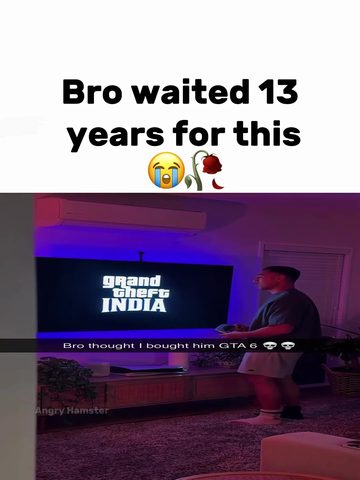 Bro waited 13
years for this
😭🥀
grand
theft
INDIA
Bro thought I bought him GTA 6 💀💀
Angry Hamster